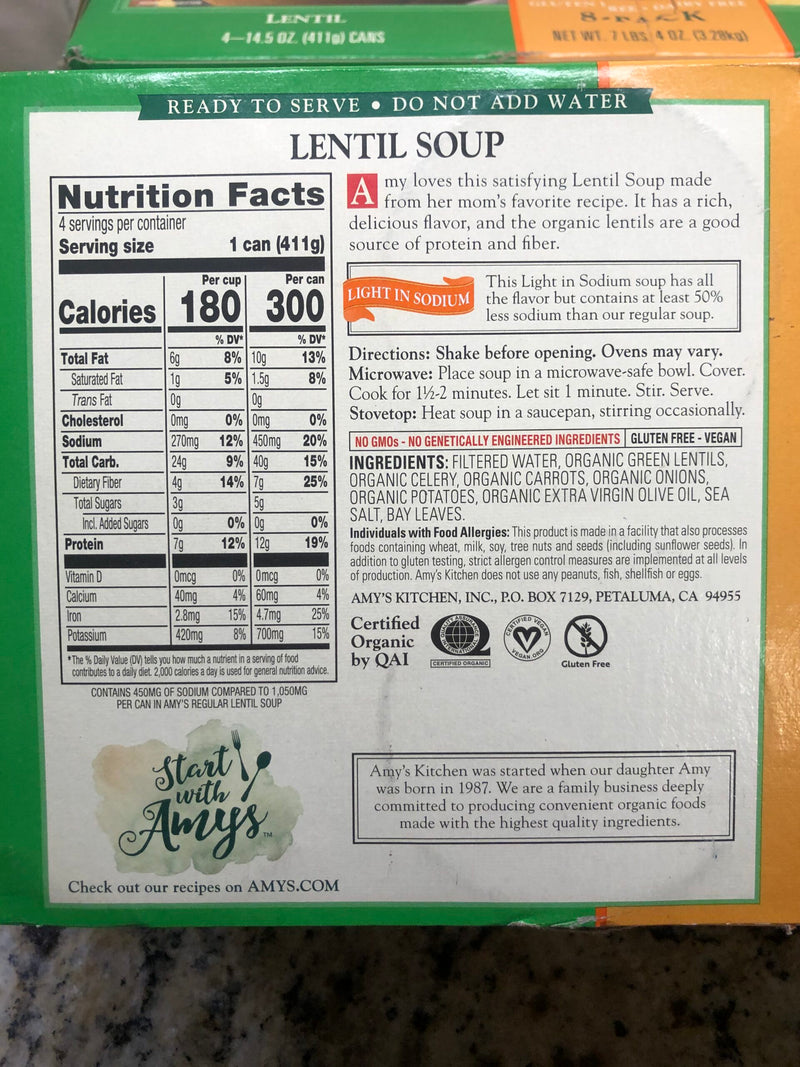 LENTIL
4—14.5 OZ. (411g) CANS
GLUTEN FREE • DAIRY FREE
8-PACK
NET WT. 7 LBS 4 OZ. (3.28kg)
READY TO SERVE • DO NOT ADD WATER
LENTIL SOUP
Nutrition Facts
4 servings per container
Serving size 1 can (411g)
Per cup Per can
Calories 180 300
% DV* % DV*
Total Fat 6g 8% 10g 13%
Saturated Fat 1g 5% 1.5g 8%
Trans Fat 0g 0g
Cholesterol 0mg 0% 0mg 0%
Sodium 270mg 12% 450mg 20%
Total Carb. 24g 9% 40g 15%
Dietary Fiber 4g 14% 7g 25%
Total Sugars 3g 5g
Incl. Added Sugars 0g 0% 0g 0%
Protein 7g 12% 12g 19%
Vitamin D 0mcg 0% 0mcg 0%
Calcium 40mg 4% 60mg 4%
Iron 2.8mg 15% 4.7mg 25%
Potassium 420mg 8% 700mg 15%
*The % Daily Value (DV) tells you how much a nutrient in a serving of food
contributes to a daily diet. 2,000 calories a day is used for general nutrition advice.
CONTAINS 450MG OF SODIUM COMPARED TO 1,050MG
PER CAN IN AMY'S REGULAR LENTIL SOUP
Start
with
Amy's™
Check out our recipes on AMYS.COM
Amy loves this satisfying Lentil Soup made
from her mom's favorite recipe. It has a rich,
delicious flavor, and the organic lentils are a good
source of protein and fiber.
LIGHT IN SODIUM
This Light in Sodium soup has all
the flavor but contains at least 50%
less sodium than our regular soup.
Directions: Shake before opening. Ovens may vary.
Microwave: Place soup in a microwave-safe bowl. Cover.
Cook for 1½-2 minutes. Let sit 1 minute. Stir. Serve.
Stovetop: Heat soup in a saucepan, stirring occasionally.
NO GMOs - NO GENETICALLY ENGINEERED INGREDIENTS GLUTEN FREE - VEGAN
INGREDIENTS: FILTERED WATER, ORGANIC GREEN LENTILS,
ORGANIC CELERY, ORGANIC CARROTS, ORGANIC ONIONS,
ORGANIC POTATOES, ORGANIC EXTRA VIRGIN OLIVE OIL, SEA
SALT, BAY LEAVES.
Individuals with Food Allergies: This product is made in a facility that also processes
foods containing wheat, milk, soy, tree nuts and seeds (including sunflower seeds). In
addition to gluten testing, strict allergen control measures are implemented at all levels
of production. Amy's Kitchen does not use any peanuts, fish, shellfish or eggs.
AMY'S KITCHEN, INC., P.O. BOX 7129, PETALUMA, CA 94955
Certified
Organic
by QAI
QUALITY ASSURANCE
INTERNATIONAL
CERTIFIED ORGANIC
CERTIFIED VEGAN
VEGAN.ORG
Gluten Free
Amy's Kitchen was started when our daughter Amy
was born in 1987. We are a family business deeply
committed to producing convenient organic foods
made with the highest quality ingredients.